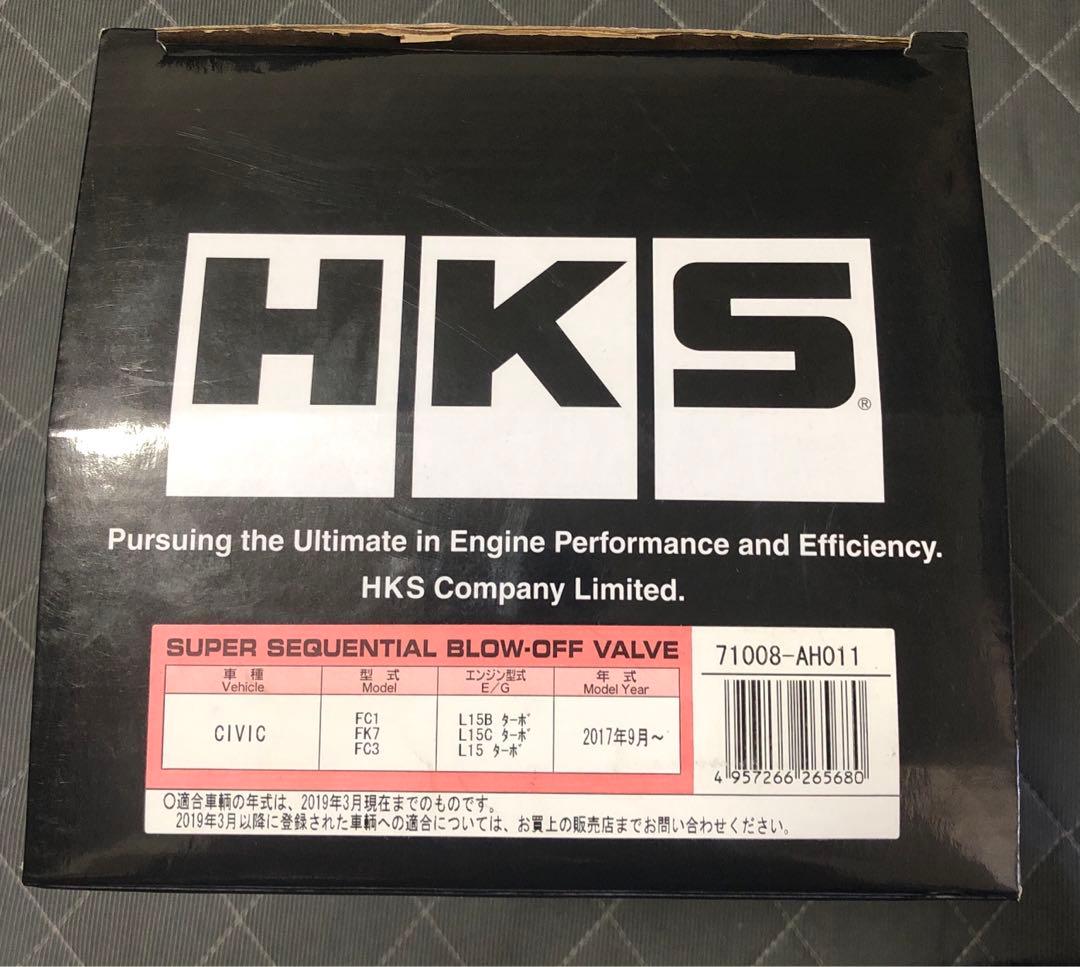 HKS®
Pursuing the Ultimate in Engine Performance and Efficiency.
HKS Company Limited.
SUPER SEQUENTIAL BLOW-OFF VALVE
71008-AH011
車種 型式 エンジン型式 年式
Vehicle Model E/G Model Year
CIVIC
FC1 L15B ターボ
FK7 L15C ターボ
FC3 L15 ターボ
2017年9月～
4 957266 265680
○適合車輌の年式は、2019年3月現在までのものです。
2019年3月以降に登録された車輌への適合については、お買上の販売店までお問い合わせください。